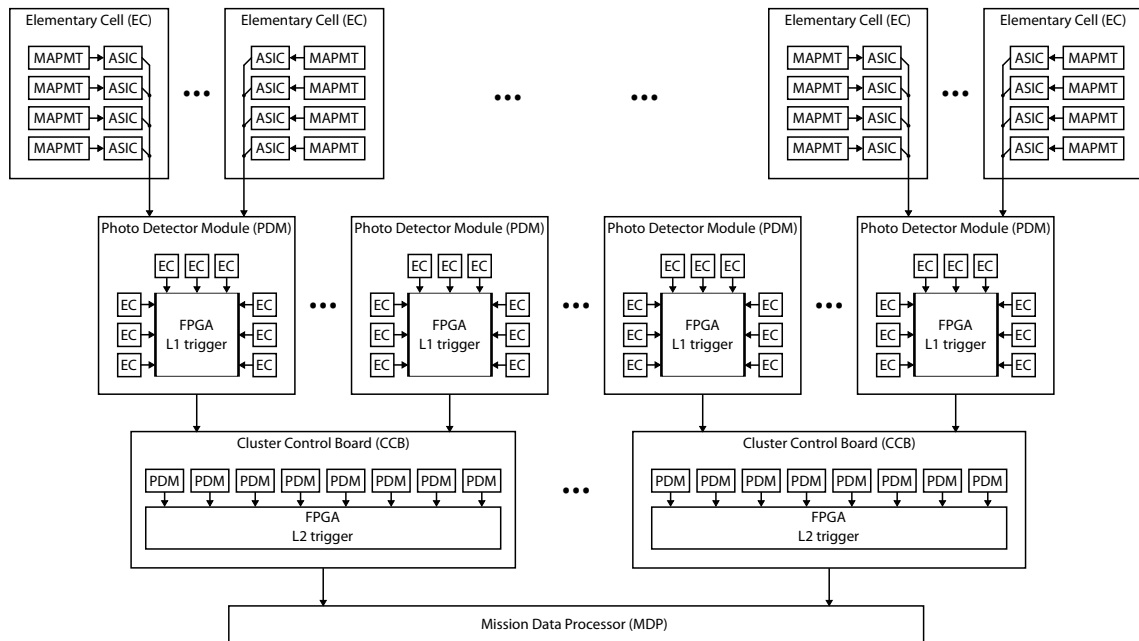 Elementary Cell (EC) Elementary Cell (EC) Elementary Cell (EC) Elementary Cell (EC)
MAPMT ASIC ASIC MAPMT MAPMT ASIC ASIC MAPMT
MAPMT ASIC ASIC MAPMT MAPMT ASIC ASIC MAPMT
MAPMT ASIC ASIC MAPMT MAPMT ASIC ASIC MAPMT
MAPMT ASIC ASIC MAPMT MAPMT ASIC ASIC MAPMT
Photo Detector Module (PDM) Photo Detector Module (PDM) Photo Detector Module (PDM) Photo Detector Module (PDM)
EC EC EC EC EC EC EC EC EC EC EC EC
EC EC EC EC EC EC EC EC
FPGA FPGA FPGA FPGA
EC EC EC EC EC EC EC EC
L1 trigger L1 trigger L1 trigger L1 trigger
EC EC EC EC EC EC EC EC
Cluster Control Board (CCB) Cluster Control Board (CCB)
PDM PDM PDM PDM PDM PDM PDM PDM PDM PDM PDM PDM PDM PDM PDM PDM
FPGA FPGA
L2 trigger L2 trigger
Mission Data Processor (MDP)